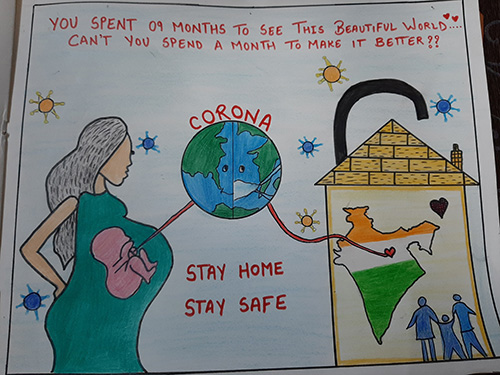 YOU SPENT 09 MONTHS TO SEE THIS BEAUTIFUL WORLD....
CAN'T YOU SPEND A MONTH TO MAKE IT BETTER??
CORONA
STAY HOME
STAY SAFE